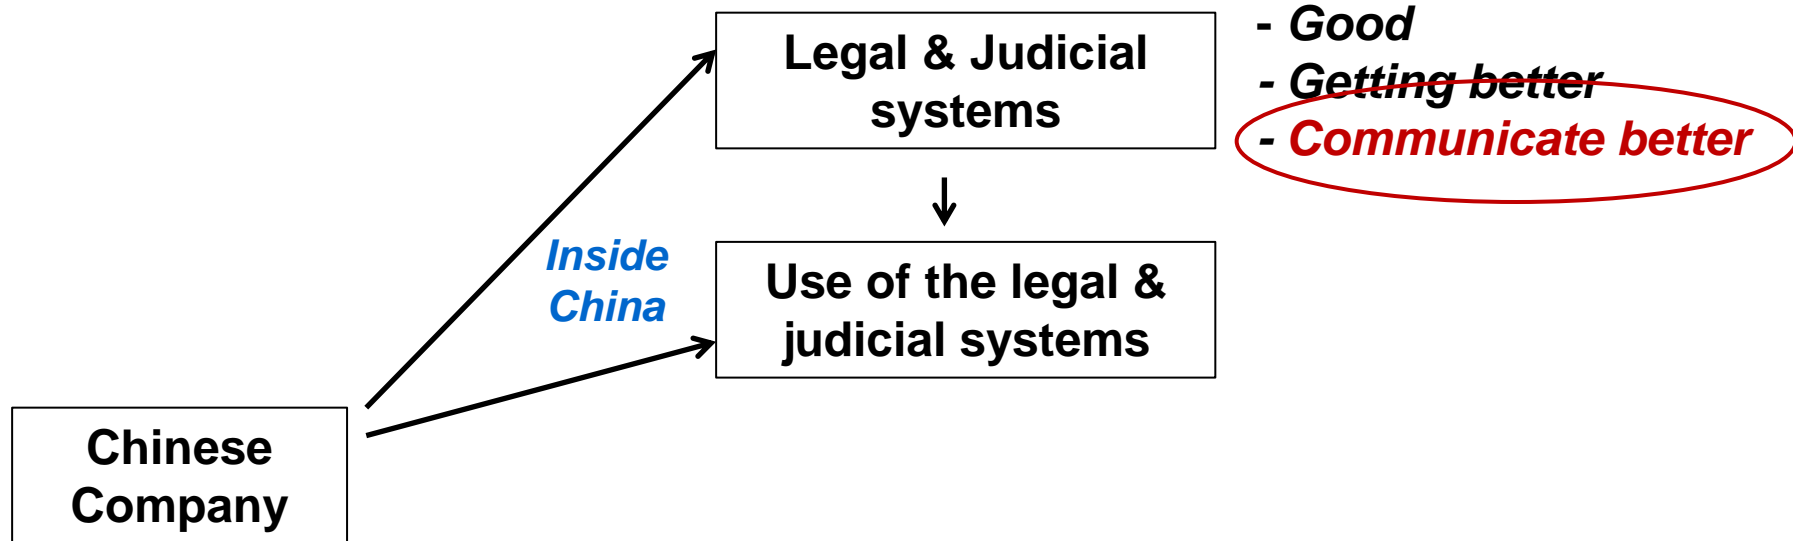 Legal & Judicial
systems
- Good
- Getting better
- Communicate better
Inside
China
Use of the legal &
judicial systems
Chinese
Company